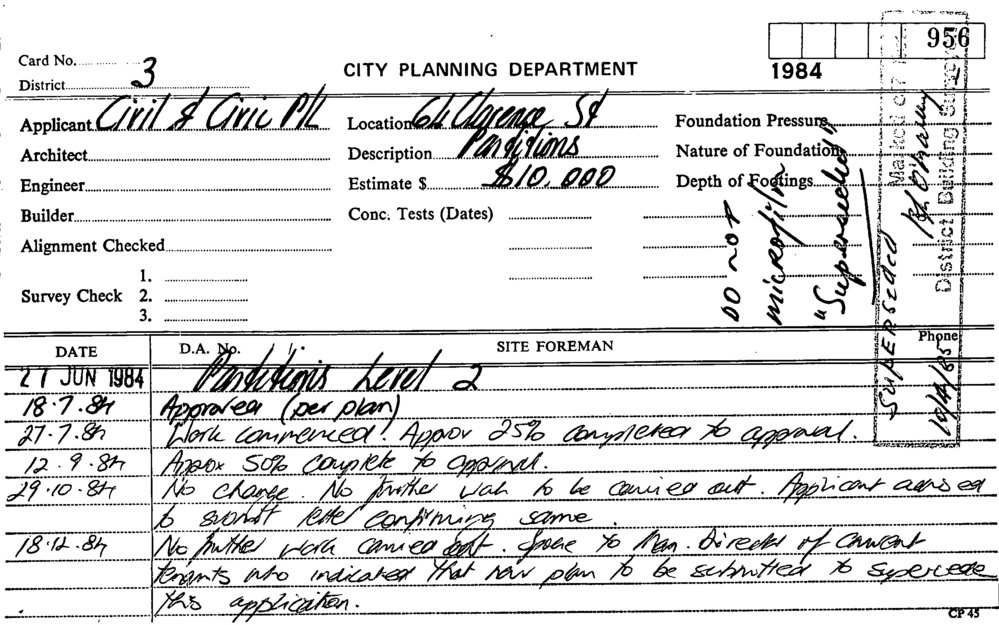 956
1984
Card No.
District 3
CITY PLANNING DEPARTMENT
Applicant Civil & Civic P/L
Location 64 Clarence St
Foundation Pressure
Architect
Description Partitions
Nature of Foundation
Engineer
Estimate $ $10,000
Depth of Footings
Builder
Conc. Tests (Dates)
Alignment Checked
Survey Check
1.
2.
3.
DO NOT
microfilm
"Superseded"
Superseded
Marked off
District Building Surveyor
DATE
D.A. No.
SITE FOREMAN
Phone
21 JUN 1984 Partitions Level 2
18.7.84 Approved (per plan)
27.7.84 Work commenced. Approx 25% completed to approval.
12.9.84 Approx 50% complete to approval.
29.10.84 No change. No further work to be carried out. Applicant advised
to submit letter confirming same.
18.12.84 No further work carried out. Spoke to Man. Director of current
tenants who indicated that new plan to be submitted to supercede
this application.
CP 45